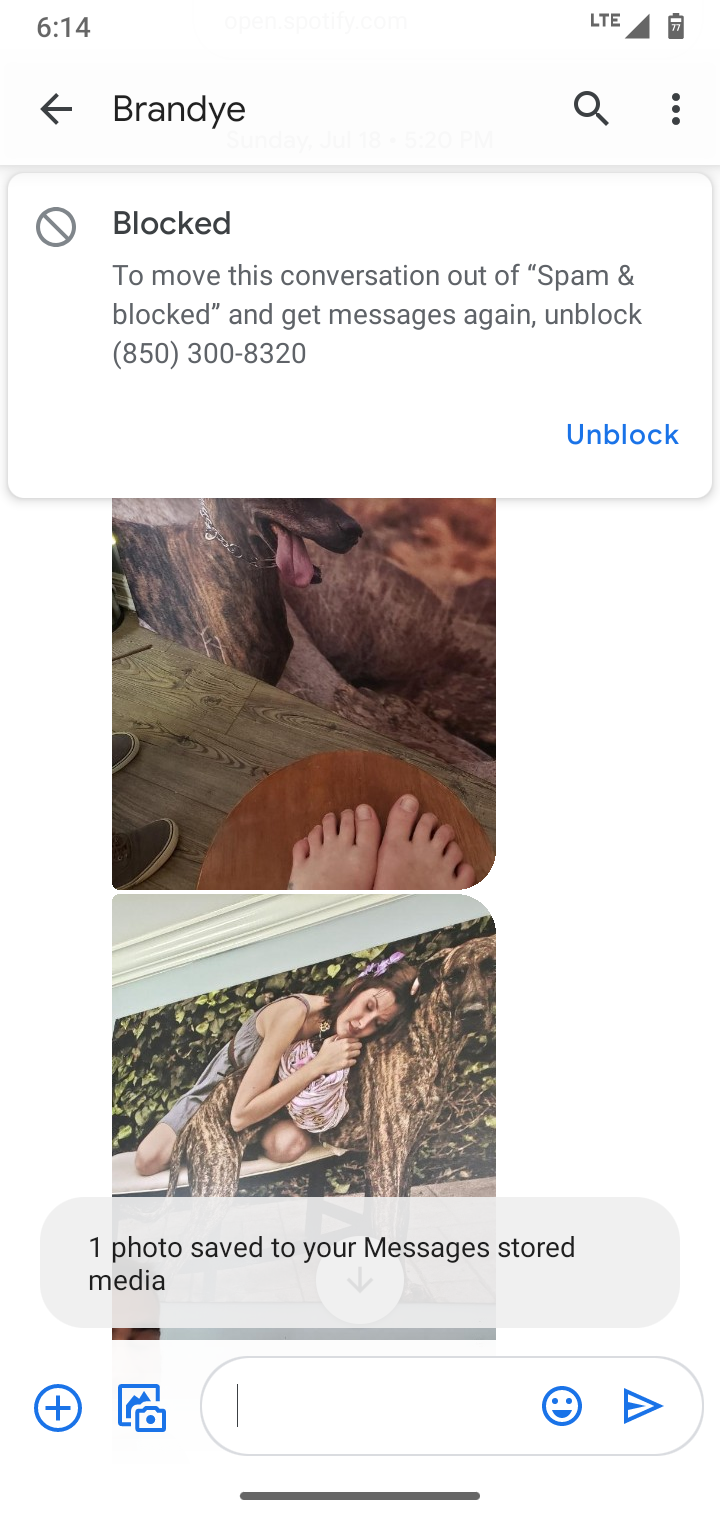 6:14
open.spotify.com
LTE
77
Brandye
Sunday, Jul 18 • 5:20 PM
Blocked
To move this conversation out of “Spam &
blocked” and get messages again, unblock
(850) 300-8320
Unblock
1 photo saved to your Messages stored
media